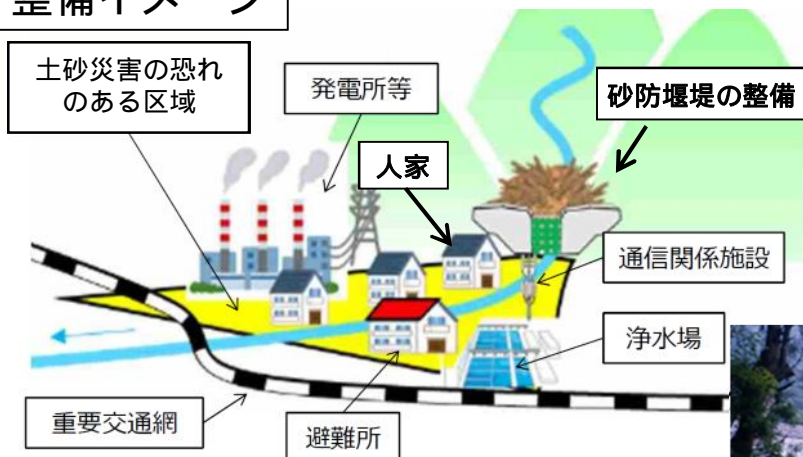 整備イメージ
土砂災害の恐れ
のある区域
発電所等
砂防堰堤の整備
人家
通信関係施設
浄水場
重要交通網
避難所